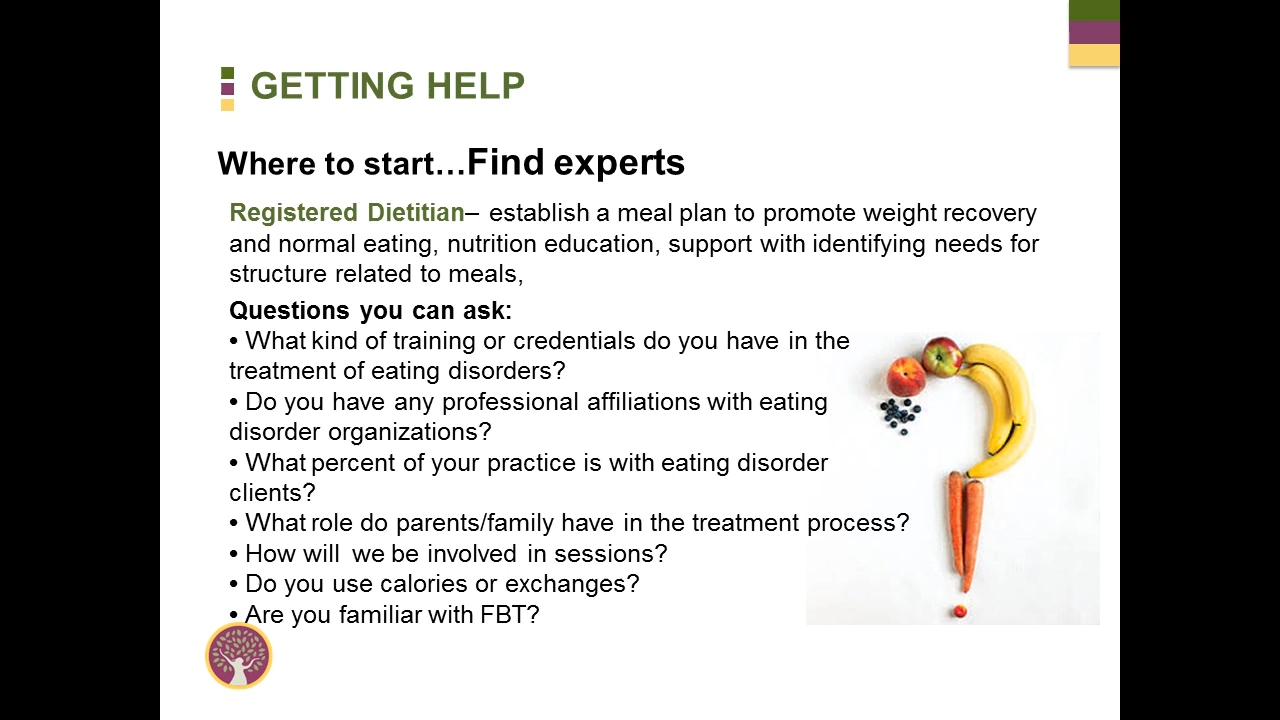 GETTING HELP
Where to start…Find experts
Registered Dietitian– establish a meal plan to promote weight recovery
and normal eating, nutrition education, support with identifying needs for
structure related to meals,
Questions you can ask:
• What kind of training or credentials do you have in the
treatment of eating disorders?
• Do you have any professional affiliations with eating
disorder organizations?
• What percent of your practice is with eating disorder
clients?
• What role do parents/family have in the treatment process?
• How will we be involved in sessions?
• Do you use calories or exchanges?
• Are you familiar with FBT?